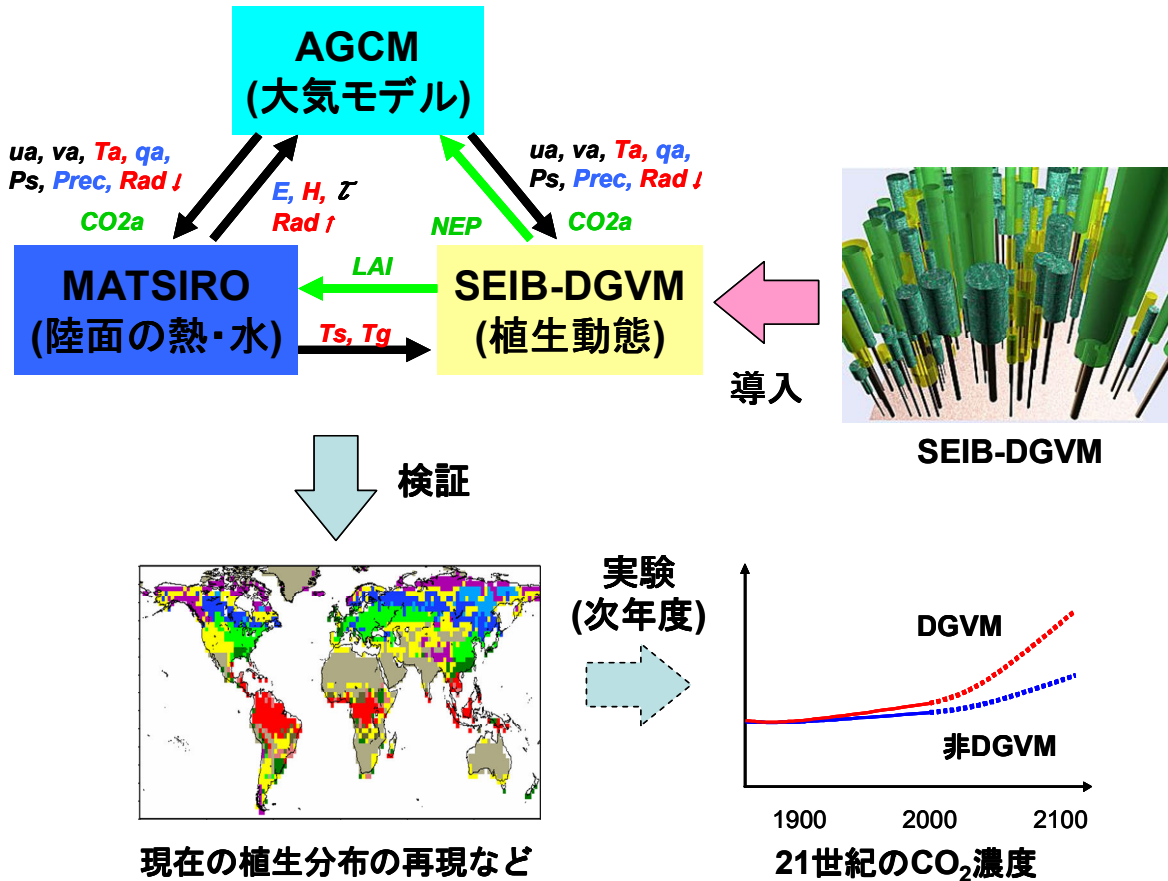 AGCM
(大気モデル)
ua, va, Ta, qa,
Ps, Prec, Rad↓
CO2a
E, H, τ
Rad↑
NEP
ua, va, Ta, qa,
Ps, Prec, Rad↓
CO2a
MATSIRO
(陸面の熱・水)
LAI
Ts, Tg
SEIB-DGVM
(植生動態)
導入
SEIB-DGVM
検証
現在の植生分布の再現など
実験
(次年度)
DGVM
非DGVM
1900 2000 2100
21世紀のCO₂濃度